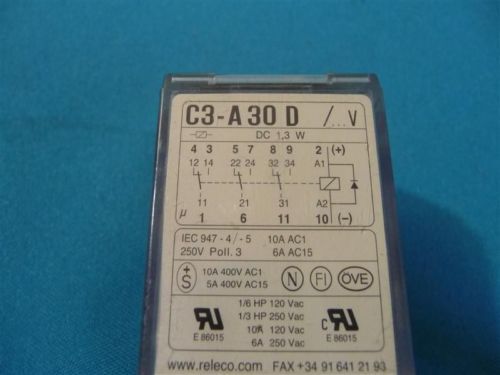 C3-A 30 D /...V
DC 1,3 W
4 3 5 7 8 9 2 (+)
12 14 22 24 32 34 A1
11 21 31 A2
µ 1 6 11 10 (-)
IEC 947 - 4 / - 5 10A AC1
250V Poll. 3 6A AC15
+ S 10A 400V AC1 N FI OVE
5A 400V AC15
1/6 HP 120 Vac
1/3 HP 250 Vac
10A 120 Vac
6A 250 Vac
E 86015 c E 86015
www.releco.com FAX +34 91 641 21 93